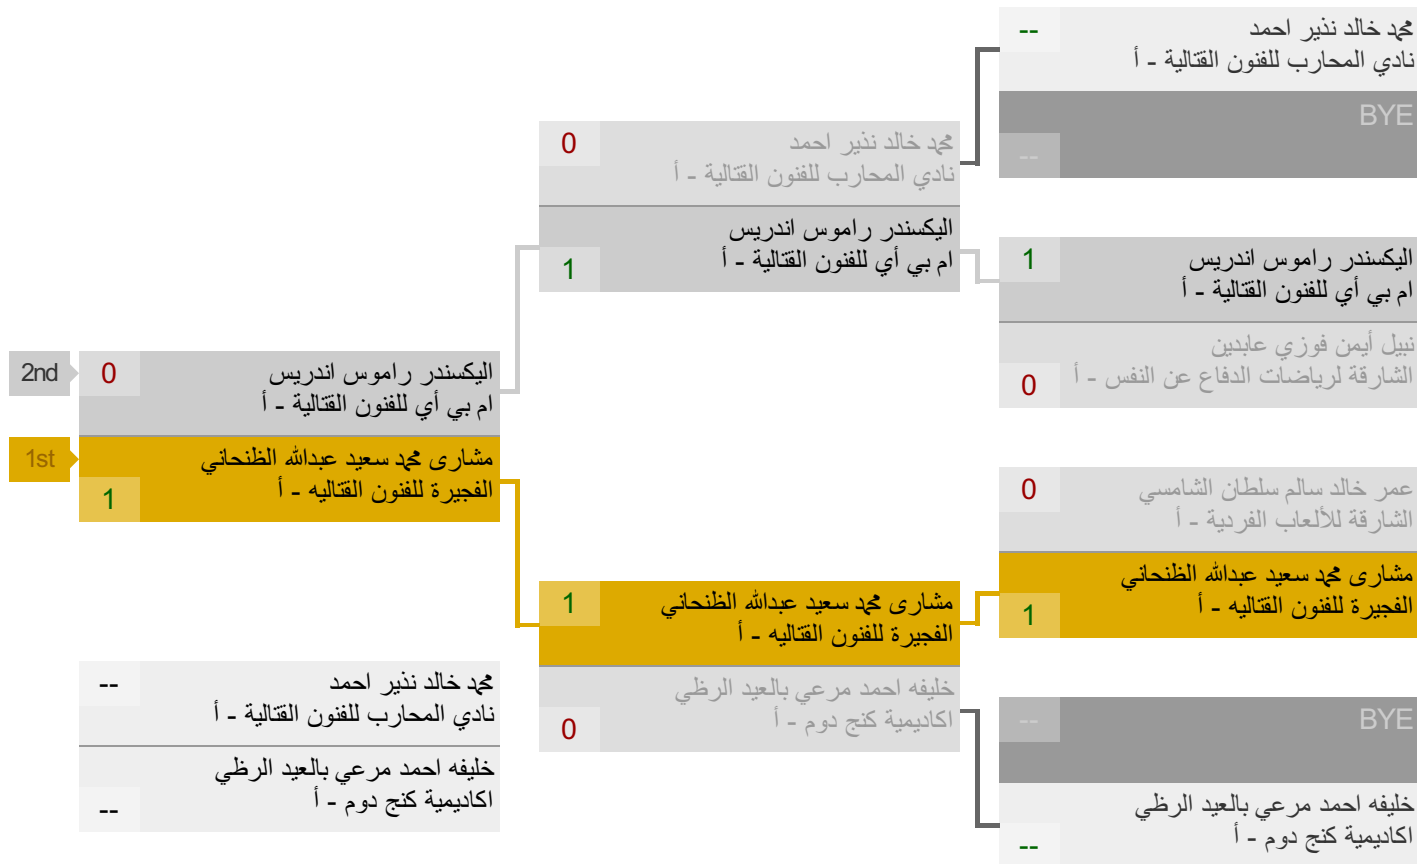 --
محمد خالد نذير احمد
نادي المحارب للفنون القتالية - أ
BYE
--
1
اليكسندر راموس اندريس
ام بي أي للفنون القتالية - أ
نبيل أيمن فوزي عابدين
الشارقة لرياضات الدفاع عن النفس - أ
0
0
عمر خالد سالم سلطان الشامسي
الشارقة للألعاب الفردية - أ
مشارى محمد سعيد عبدالله الظنحاني
الفجيرة للفنون القتاليه - أ
1
BYE
--
خليفه احمد مرعي بالعيد الرظي
اكاديمية كنج دوم - أ
--
0
محمد خالد نذير احمد
نادي المحارب للفنون القتالية - أ
اليكسندر راموس اندريس
ام بي أي للفنون القتالية - أ
1
1
مشارى محمد سعيد عبدالله الظنحاني
الفجيرة للفنون القتاليه - أ
خليفه احمد مرعي بالعيد الرظي
اكاديمية كنج دوم - أ
0
2nd
0
اليكسندر راموس اندريس
ام بي أي للفنون القتالية - أ
1st
مشارى محمد سعيد عبدالله الظنحاني
الفجيرة للفنون القتاليه - أ
1
--
محمد خالد نذير احمد
نادي المحارب للفنون القتالية - أ
خليفه احمد مرعي بالعيد الرظي
اكاديمية كنج دوم - أ
--